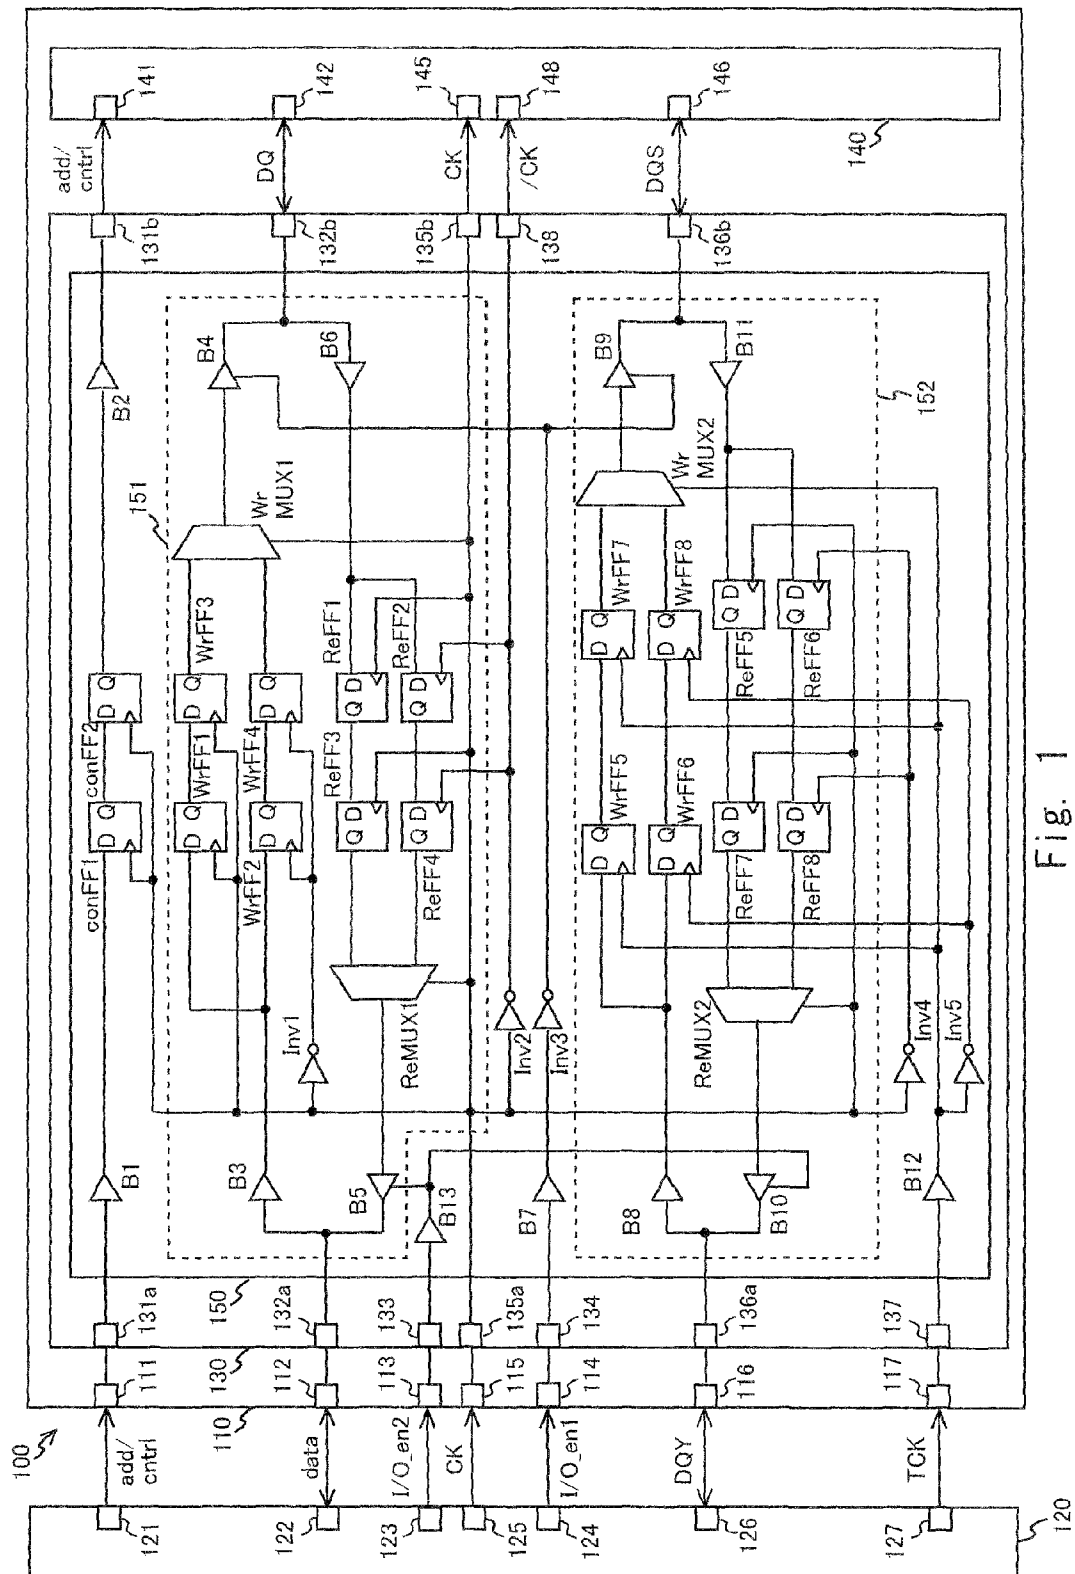 100
110
130
150
151
152
120
140
121
122
123
125
124
126
127
add/
cntrl
data
I/O_en2
CK
I/O_en1
DQY
TCK
111
112
113
115
114
116
117
131a
132a
133
135a
134
136a
137
B1
B3
B5
B13
B7
B8
B10
B12
Inv1
Inv2
Inv3
Inv4
Inv5
ReMUX1
ReMUX2
conFF1
conFF2
D Q
D Q
WrFF1
D Q
WrFF3
D Q
WrFF2
D Q
WrFF4
D Q
ReFF3
Q D
ReFF1
Q D
ReFF4
Q D
ReFF2
Q D
WrFF5
D Q
WrFF7
D Q
WrFF6
D Q
WrFF8
D Q
ReFF7
Q D
ReFF5
Q D
ReFF8
Q D
ReFF6
Q D
Wr
MUX1
Wr
MUX2
B2
B4
B6
B9
B11
131b
132b
135b
138
136b
add/
cntrl
DQ
CK
/CK
DQS
141
142
145
148
146
Fig. 1